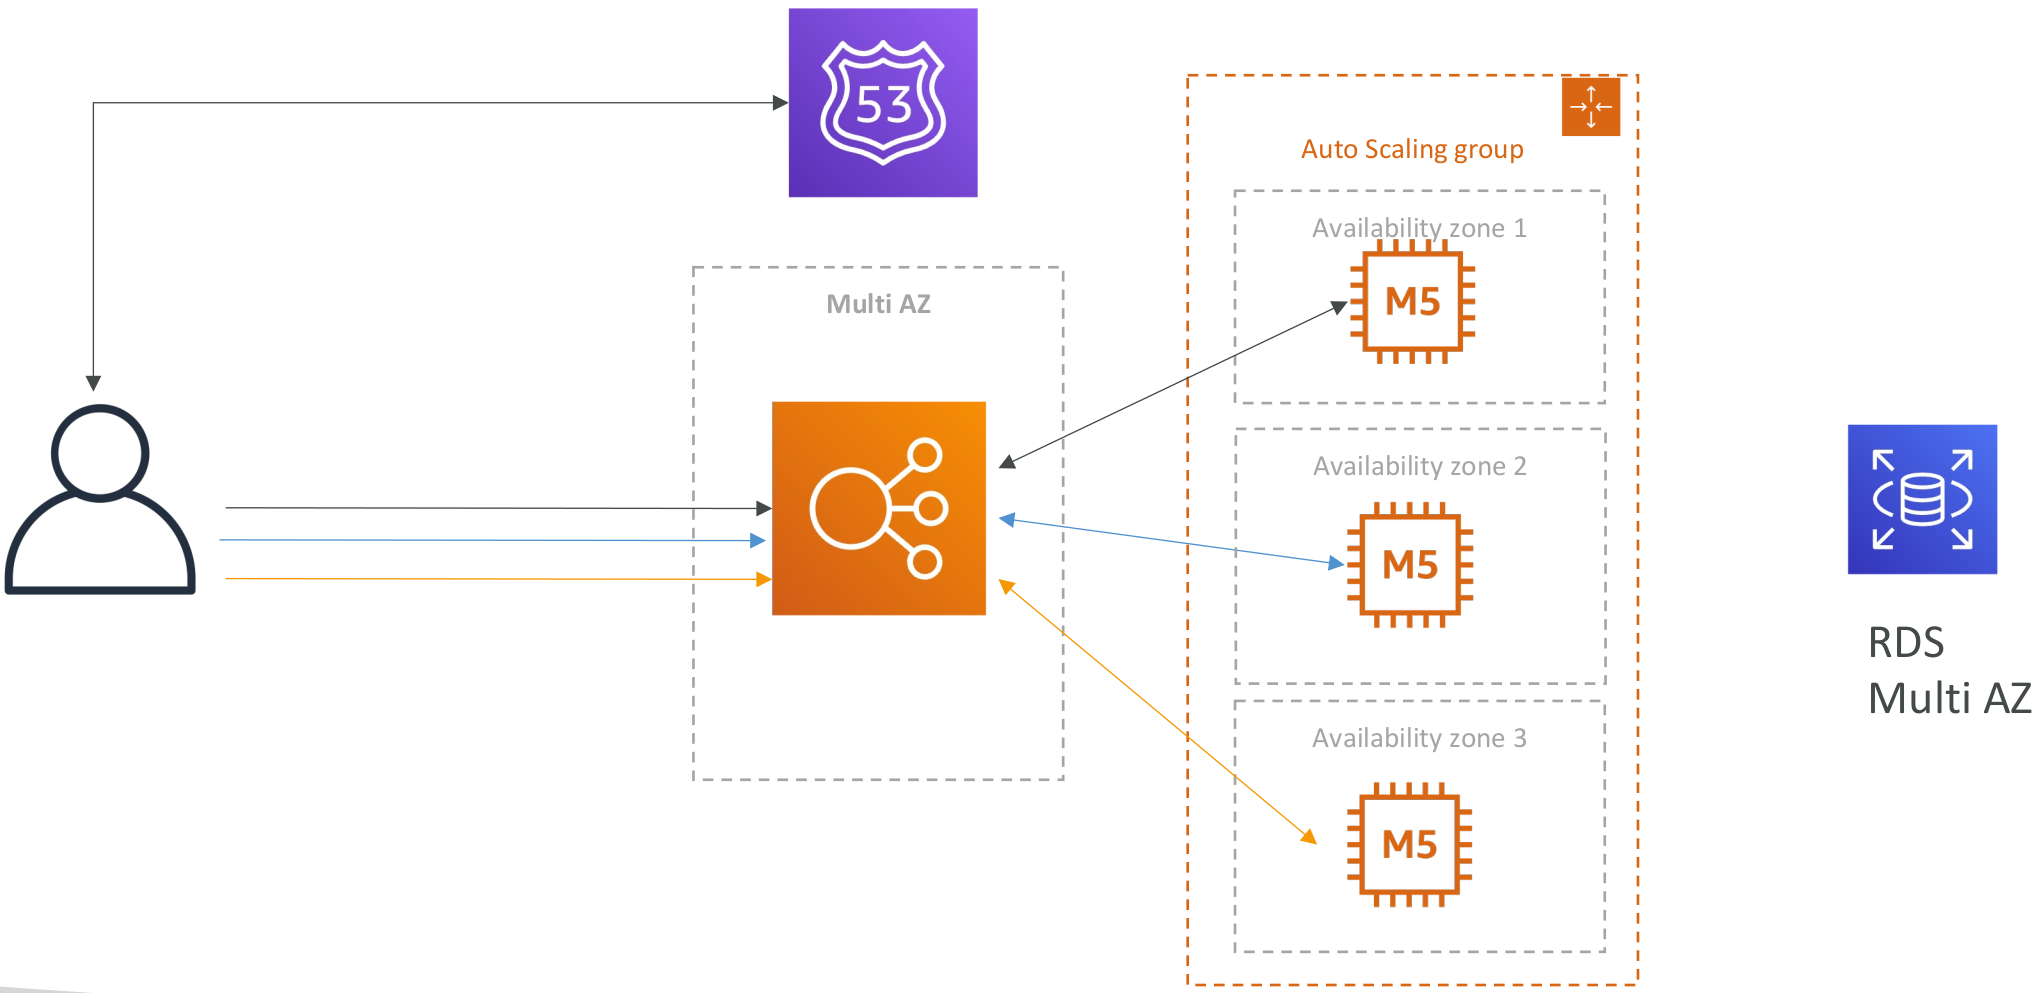 53
Auto Scaling group
Availability zone 1
M5
Multi AZ
Availability zone 2
M5
RDS
Multi AZ
Availability zone 3
M5